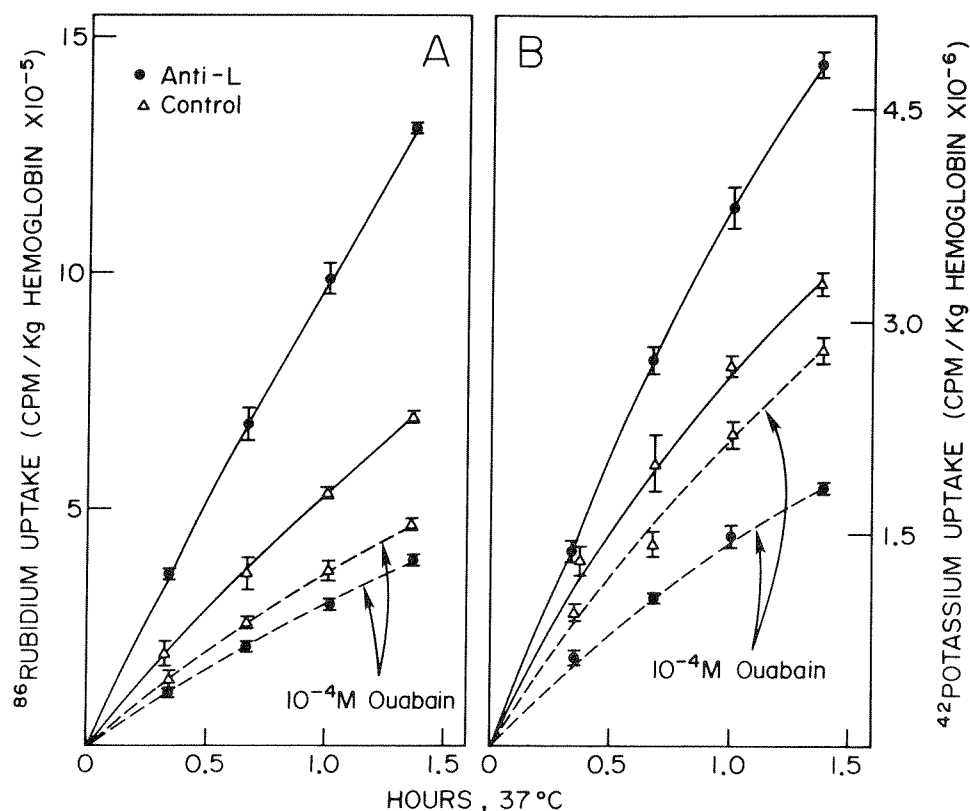 A
B
Anti-L
Control
15
10
5
4.5
3.0
1.5
⁸⁶RUBIDIUM UPTAKE (CPM/Kg HEMOGLOBIN X10⁻⁵)
⁴²POTASSIUM UPTAKE (CPM/Kg HEMOGLOBIN X10⁻⁶)
10⁻⁴M Ouabain
10⁻⁴M Ouabain
0 0.5 1.0 1.5
0 0.5 1.0 1.5
HOURS, 37°C